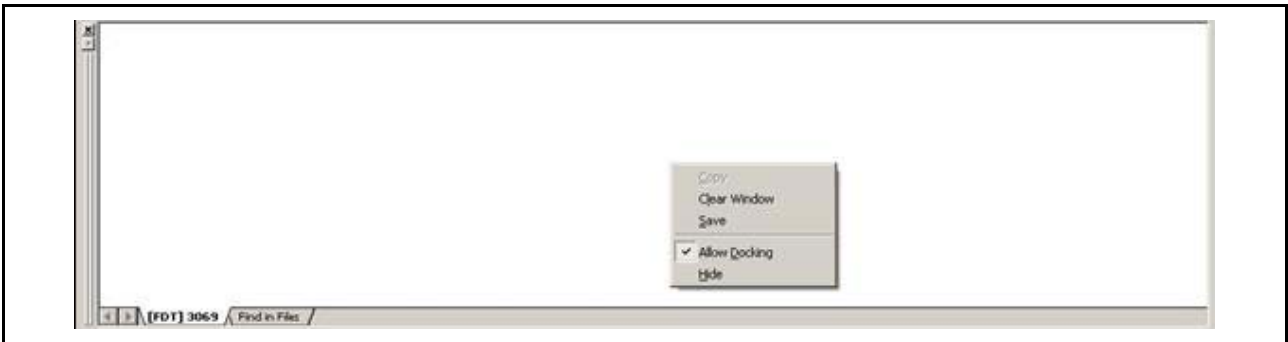 Copy
Clear Window
Save
Allow Docking
Hide
[FDT] 3069 Find in Files